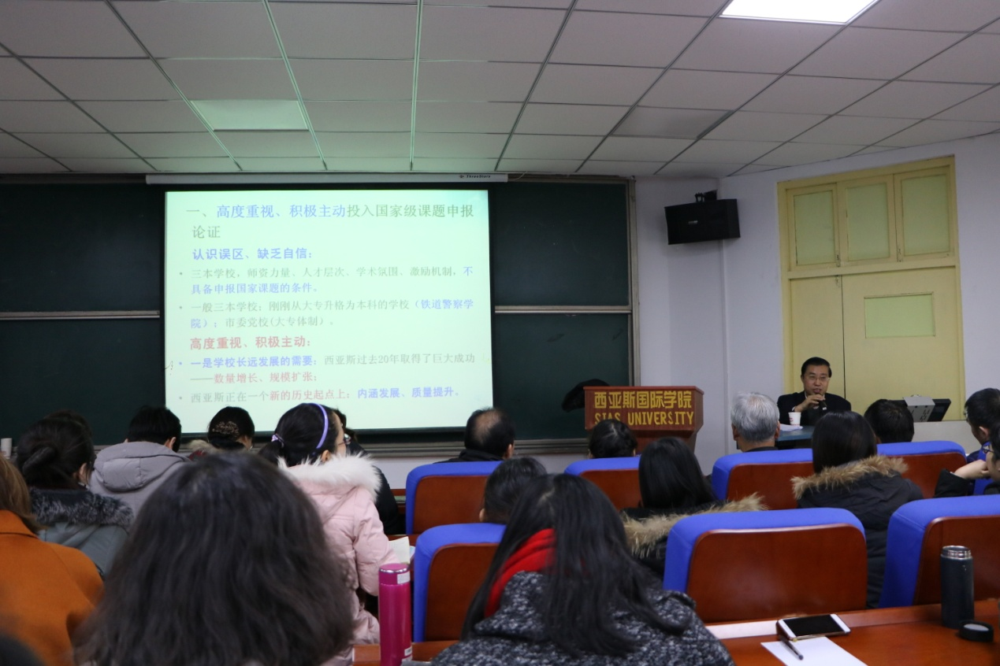 ThreeStars
一、高度重视、积极主动投入国家级课题申报
论证
认识误区、缺乏自信：
• 三本学校，师资力量、人才层次、学术氛围、激励机制，不
具备申报国家课题的条件。
• 一般三本学校；刚刚从大专升格为本科的学校（铁道警察学
院）；市委党校(大专体制）。
高度重视、积极主动：
• 一是学校长远发展的需要：西亚斯过去20年取得了巨大成功
——数量增长、规模扩张；
• 西亚斯正在一个新的历史起点上：内涵发展、质量提升。
西亚斯国际学院
SIAS UNIVERSITY